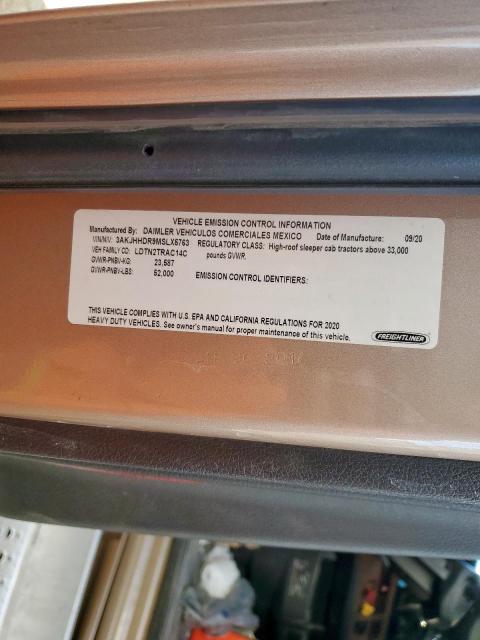 VEHICLE EMISSION CONTROL INFORMATION
Manufactured By: DAIMLER VEHICULOS COMERCIALES MEXICO Date of Manufacture: 09/20
VIN/NIV: 3AKJHHDR9MSLX6763 REGULATORY CLASS: High-roof sleeper cab tractors above 33,000
VEH FAMILY CD: LDTN2TRAC14C pounds GVWR.
GVWR-PNBV-KG: 23,587
GVWR-PNBV-LBS: 52,000 EMISSION CONTROL IDENTIFIERS:
THIS VEHICLE COMPLIES WITH U.S. EPA AND CALIFORNIA REGULATIONS FOR 2020
HEAVY DUTY VEHICLES. See owner's manual for proper maintenance of this vehicle.
FREIGHTLINER